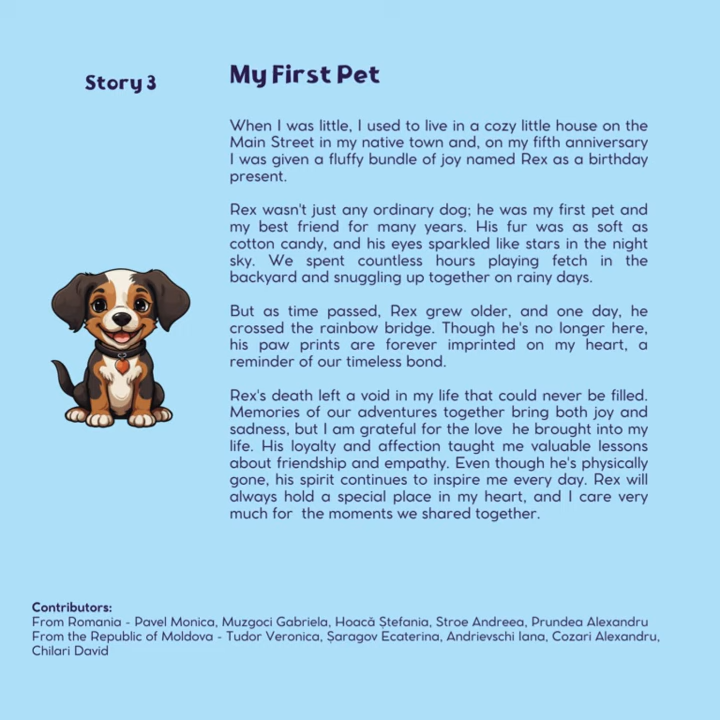 Story 3
My First Pet
When I was little, I used to live in a cozy little house on the
Main Street in my native town and, on my fifth anniversary
I was given a fluffy bundle of joy named Rex as a birthday
present.
Rex wasn't just any ordinary dog; he was my first pet and
my best friend for many years. His fur was as soft as
cotton candy, and his eyes sparkled like stars in the night
sky. We spent countless hours playing fetch in the
backyard and snuggling up together on rainy days.
But as time passed, Rex grew older, and one day, he
crossed the rainbow bridge. Though he's no longer here,
his paw prints are forever imprinted on my heart, a
reminder of our timeless bond.
Rex's death left a void in my life that could never be filled.
Memories of our adventures together bring both joy and
sadness, but I am grateful for the love he brought into my
life. His loyalty and affection taught me valuable lessons
about friendship and empathy. Even though he's physically
gone, his spirit continues to inspire me every day. Rex will
always hold a special place in my heart, and I care very
much for the moments we shared together.
Contributors:
From Romania - Pavel Monica, Muzgoci Gabriela, Hoacă Ștefania, Stroe Andreea, Prundea Alexandru
From the Republic of Moldova - Tudor Veronica, Șaragov Ecaterina, Andrievschi Iana, Cozari Alexandru,
Chilari David